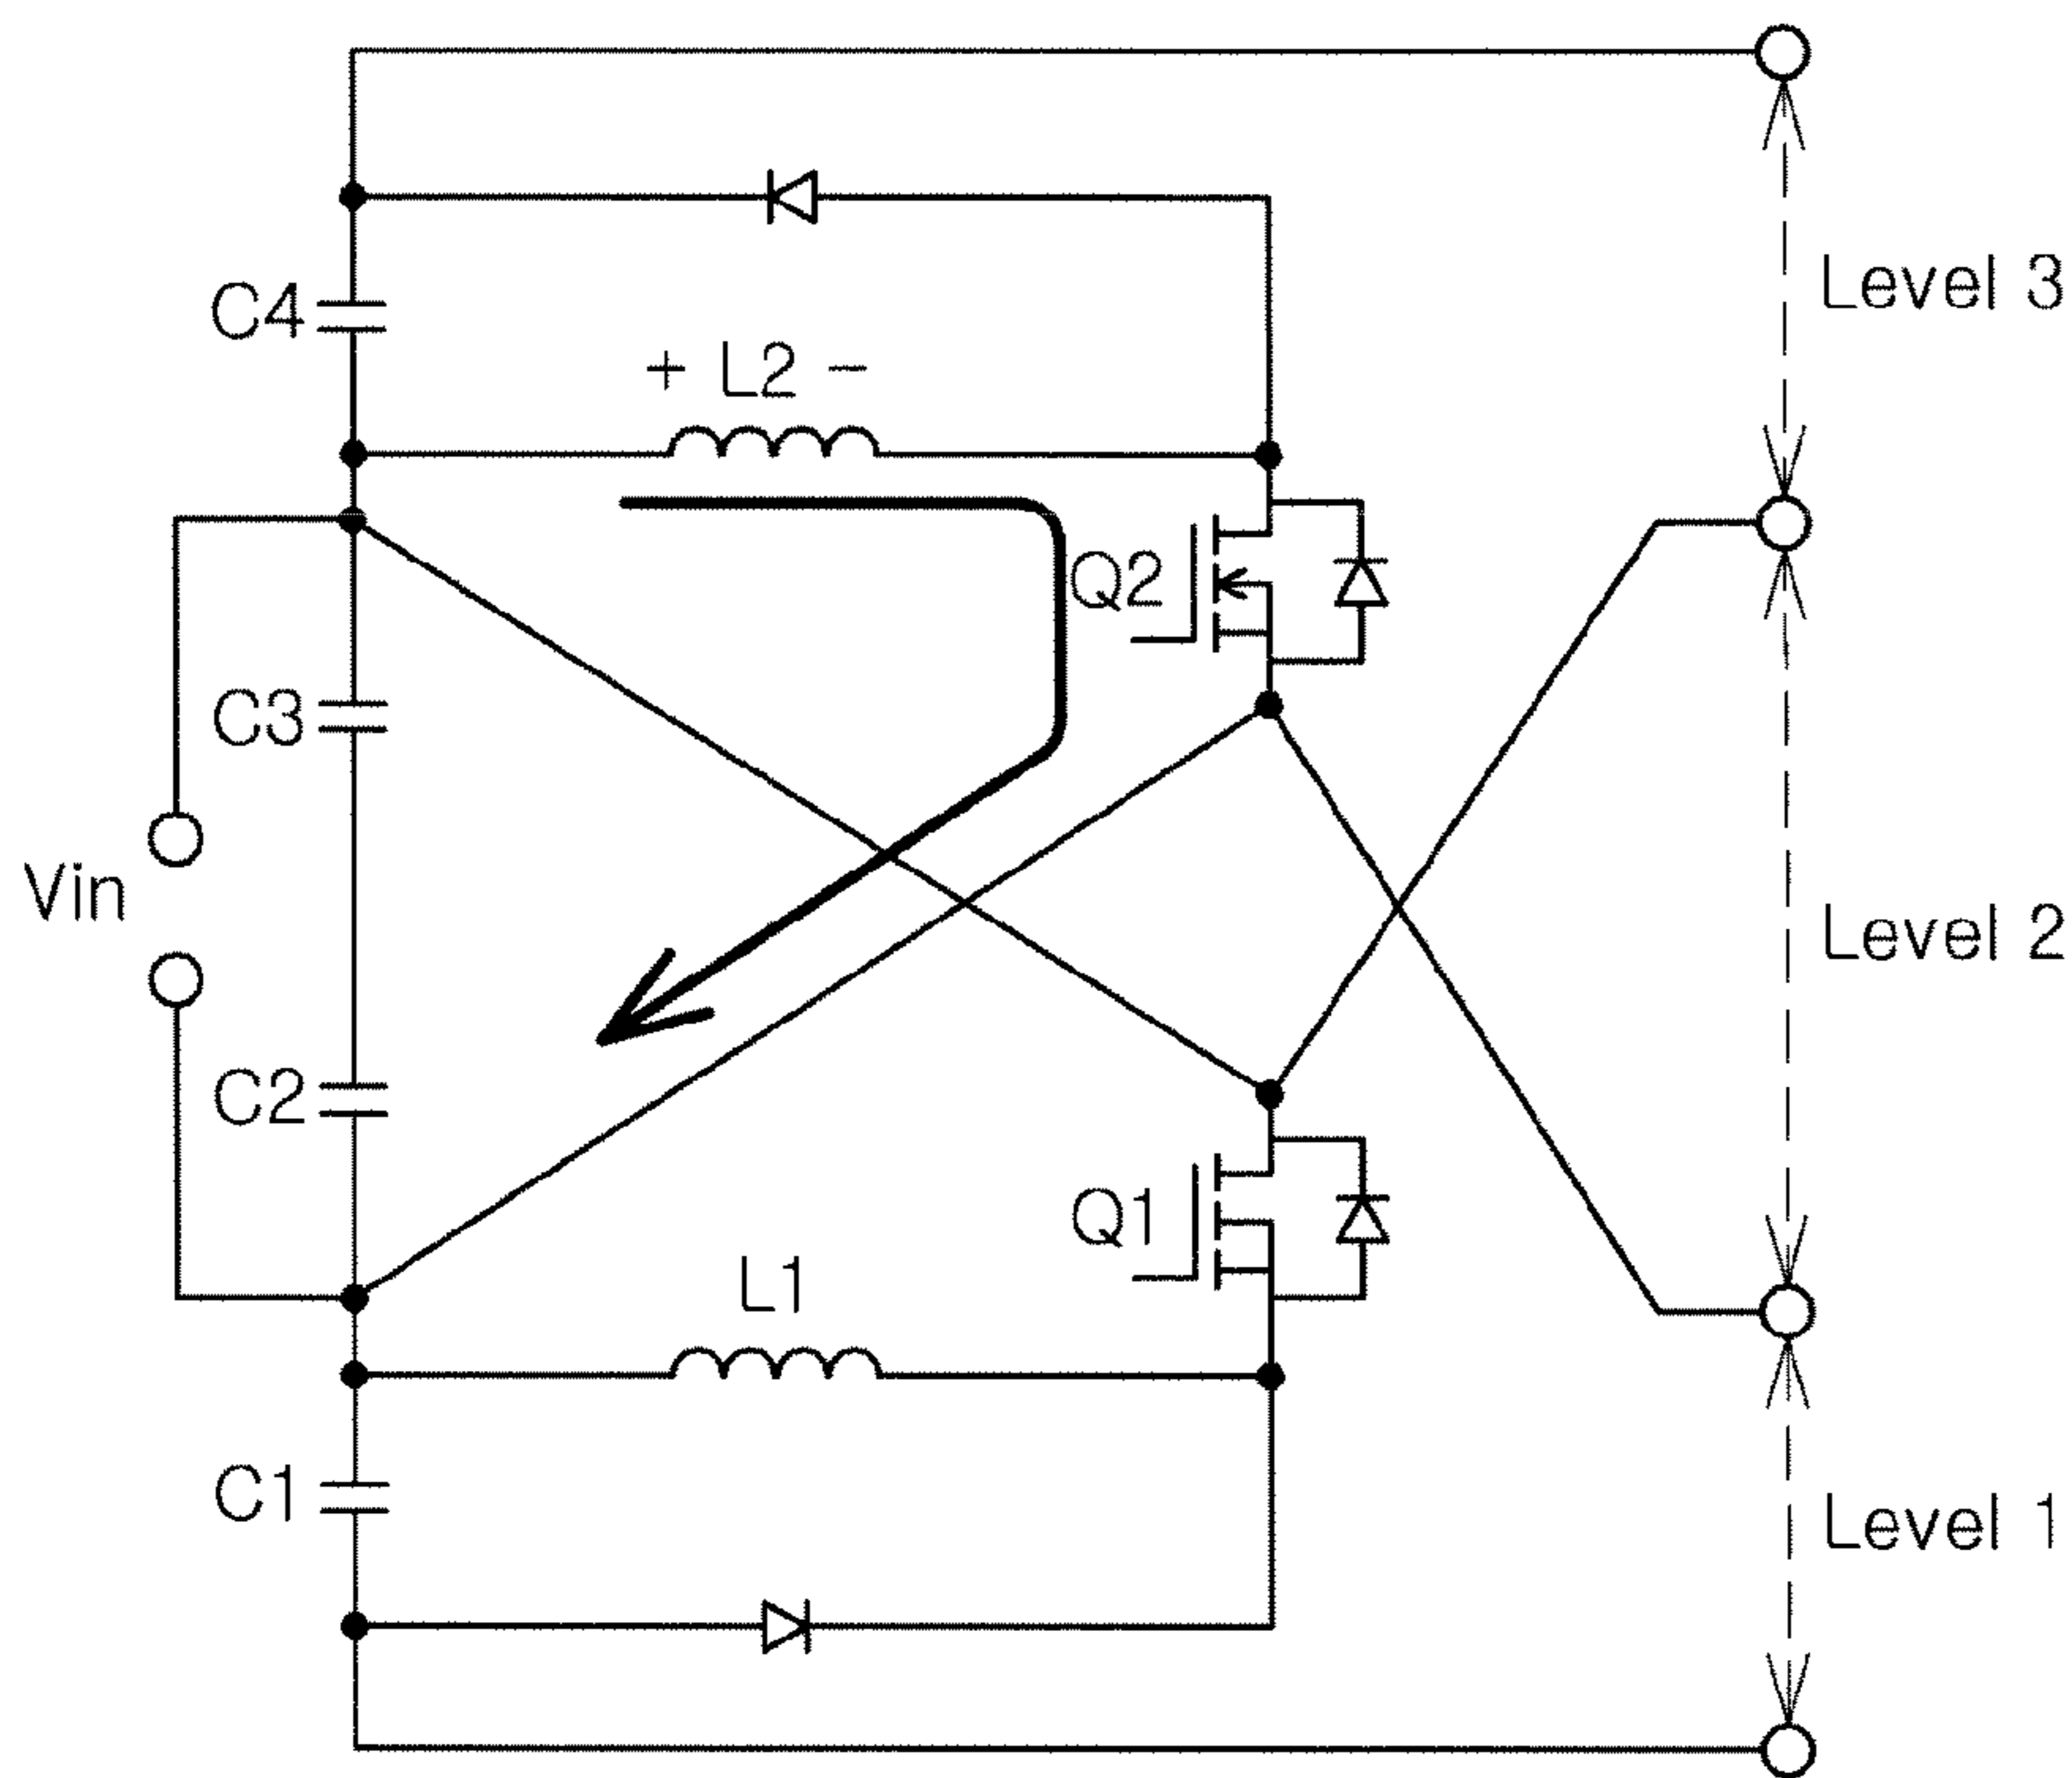 Level 3
C4
+ L2 −
Q2
C3
Vin
Level 2
C2
Q1
L1
C1
Level 1